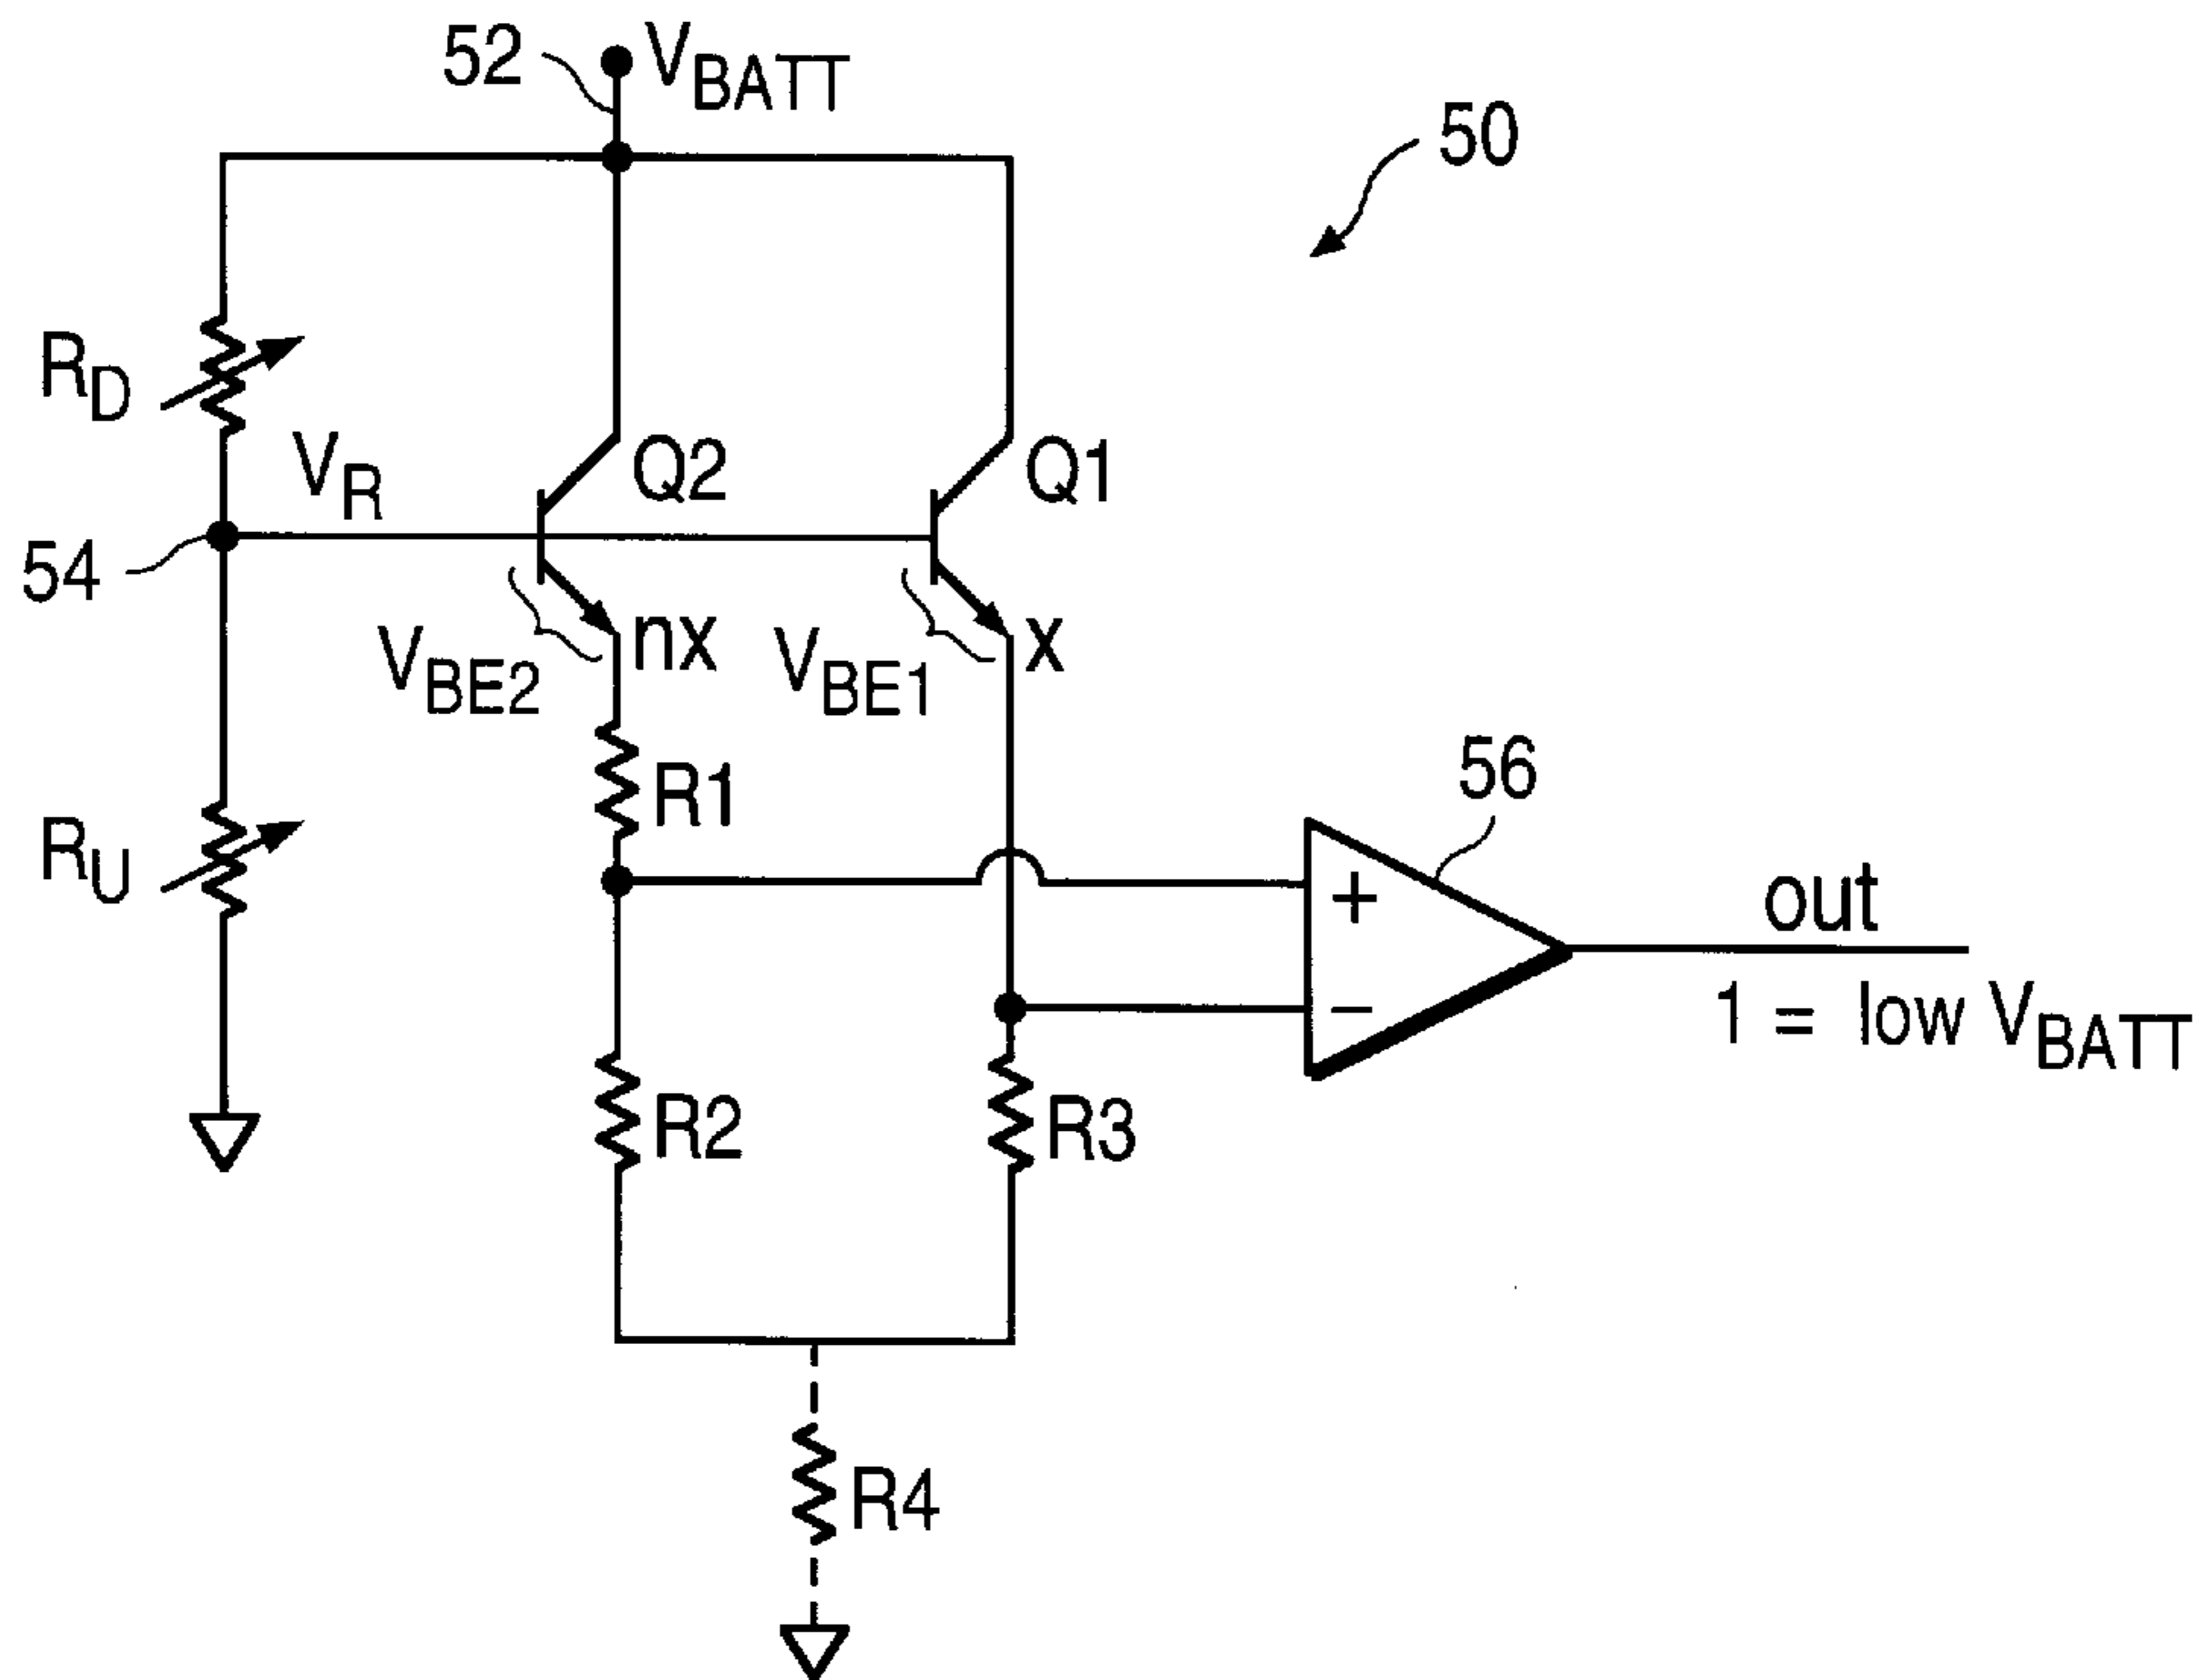 52
VBATT
50
RD
VR
Q2
Q1
54
VBE2
nx
VBE1
x
R1
56
RU
+
out
−
1 = low VBATT
R2
R3
R4